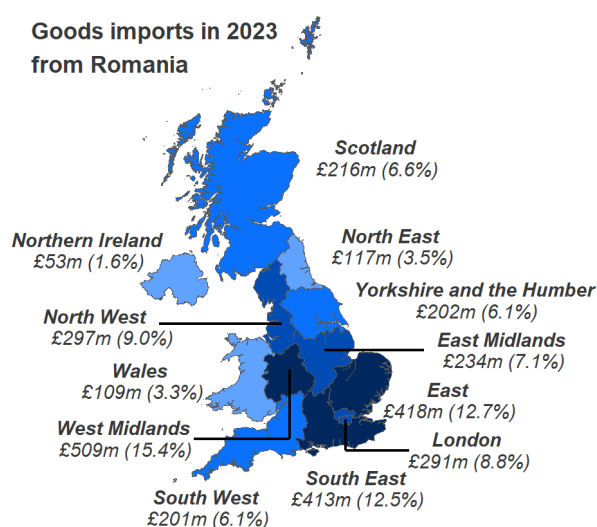 Goods imports in 2023
from Romania
Scotland
£216m (6.6%)
Northern Ireland
£53m (1.6%)
North East
£117m (3.5%)
Yorkshire and the Humber
£202m (6.1%)
North West
£297m (9.0%)
East Midlands
£234m (7.1%)
Wales
£109m (3.3%)
East
£418m (12.7%)
West Midlands
£509m (15.4%)
London
£291m (8.8%)
South East
£413m (12.5%)
South West
£201m (6.1%)